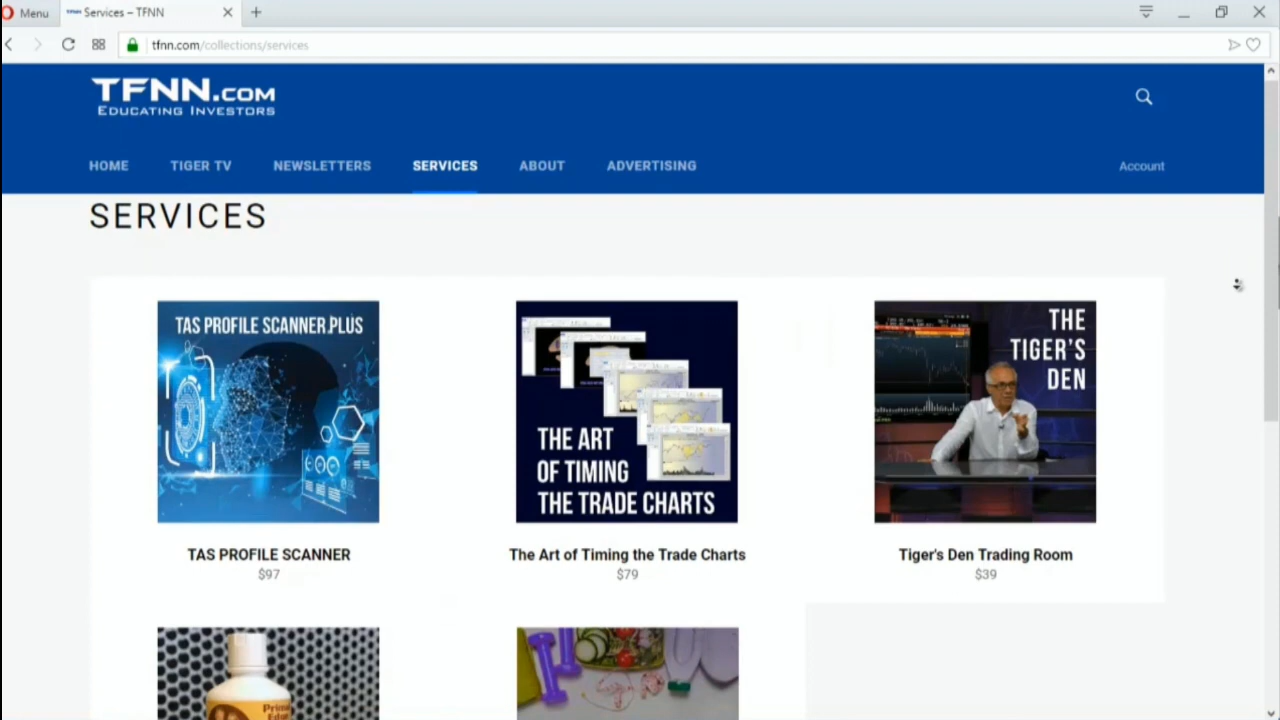 Menu
Services – TFNN
tfnn.com/collections/services
TFNN.COM
EDUCATING INVESTORS
HOME
TIGER TV
NEWSLETTERS
SERVICES
ABOUT
ADVERTISING
Account
SERVICES
TAS PROFILE SCANNER PLUS
THE ART
OF TIMING
THE TRADE CHARTS
THE
TIGER'S
DEN
TAS PROFILE SCANNER
The Art of Timing the Trade Charts
Tiger's Den Trading Room
$97
$79
$39